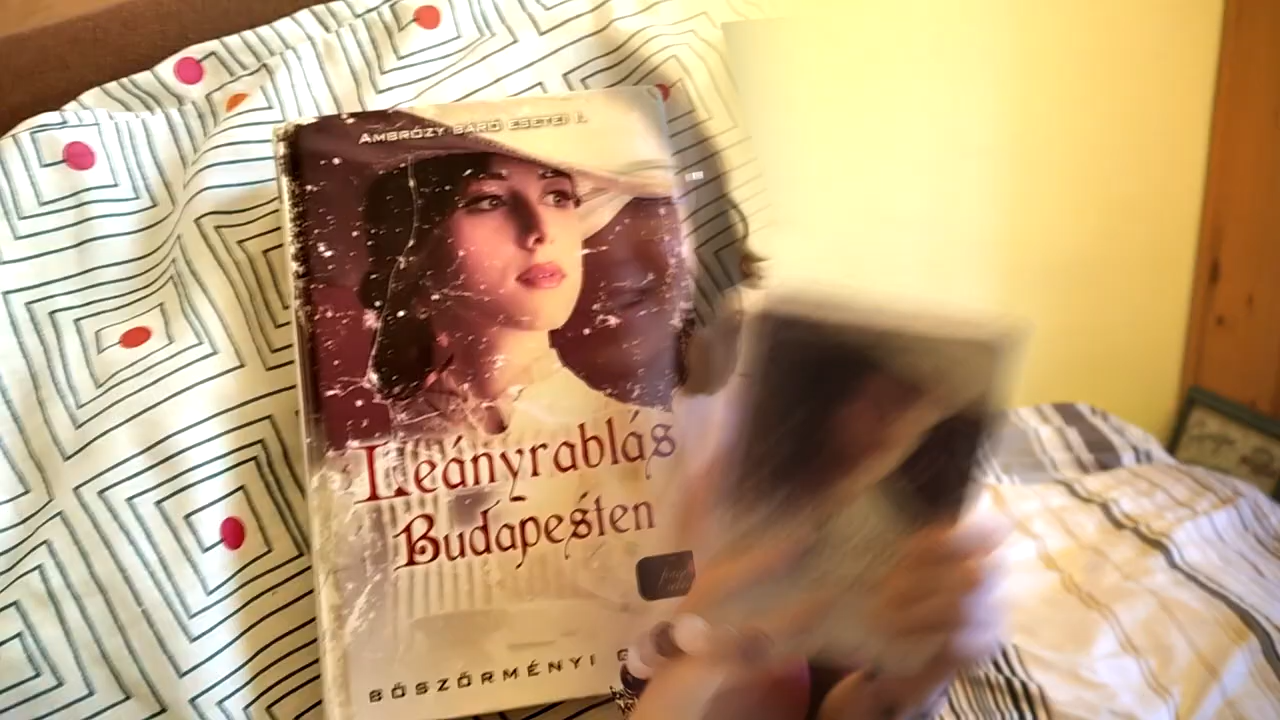 AMBRÓZY BÁRÓ ESETEI I.
Leányrablás
Budapesten
BÖSZÖRMÉNYI G